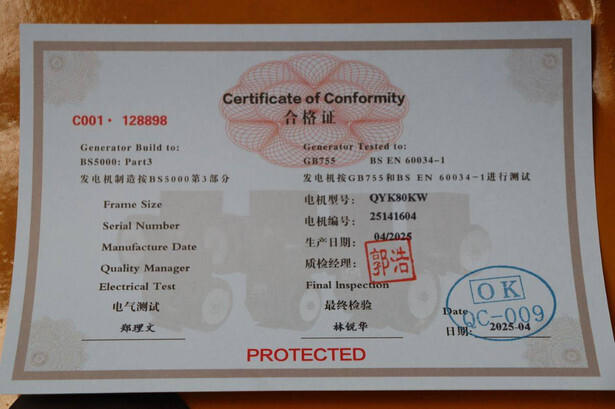 Certificate of Conformity
合格证
C001· 128898
Generator Build to:
BS5000: Part3
发电机制造按BS5000第3部分
Generator Tested to:
GB755 BS EN 60034-1
发电机按GB755和BS EN 60034-1进行测试
Frame Size 电机型号: QYK80KW
Serial Number 电机编号: 25141604
Manufacture Date 生产日期: 04/2025
Quality Manager 质检经理: 郭浩
Electrical Test Final Inspection
电气测试 最终检验
郑理文 林锐华
Date
日期: 2025-04
OK
QC-009
PROTECTED